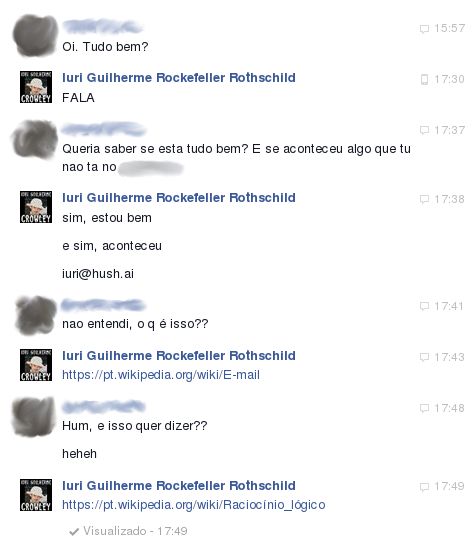 15:57
Oi. Tudo bem?
Iuri Guilherme Rockefeller Rothschild 17:30
FALA
17:37
Queria saber se esta tudo bem? E se aconteceu algo que tu
nao ta no
Iuri Guilherme Rockefeller Rothschild 17:38
sim, estou bem
e sim, aconteceu
iuri@hush.ai
17:41
nao entendi, o q é isso??
Iuri Guilherme Rockefeller Rothschild 17:43
https://pt.wikipedia.org/wiki/E-mail
17:48
Hum, e isso quer dizer??
heheh
Iuri Guilherme Rockefeller Rothschild 17:49
https://pt.wikipedia.org/wiki/Raciocínio_lógico
Visualizado - 17:49